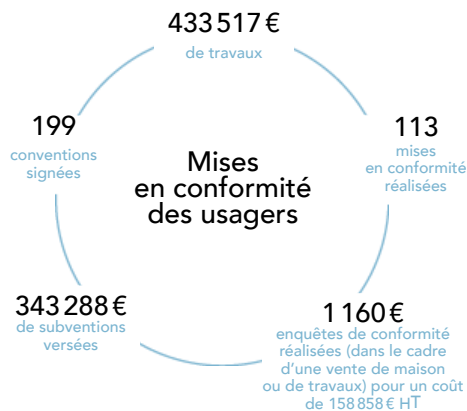 433 517 €
de travaux
199
conventions
signées
113
mises
en conformité
réalisées
Mises
en conformité
des usagers
343 288 €
de subventions
versées
1 160 €
enquêtes de conformité
réalisées (dans le cadre
d'une vente de maison
ou de travaux) pour un coût
de 158 858 € HT